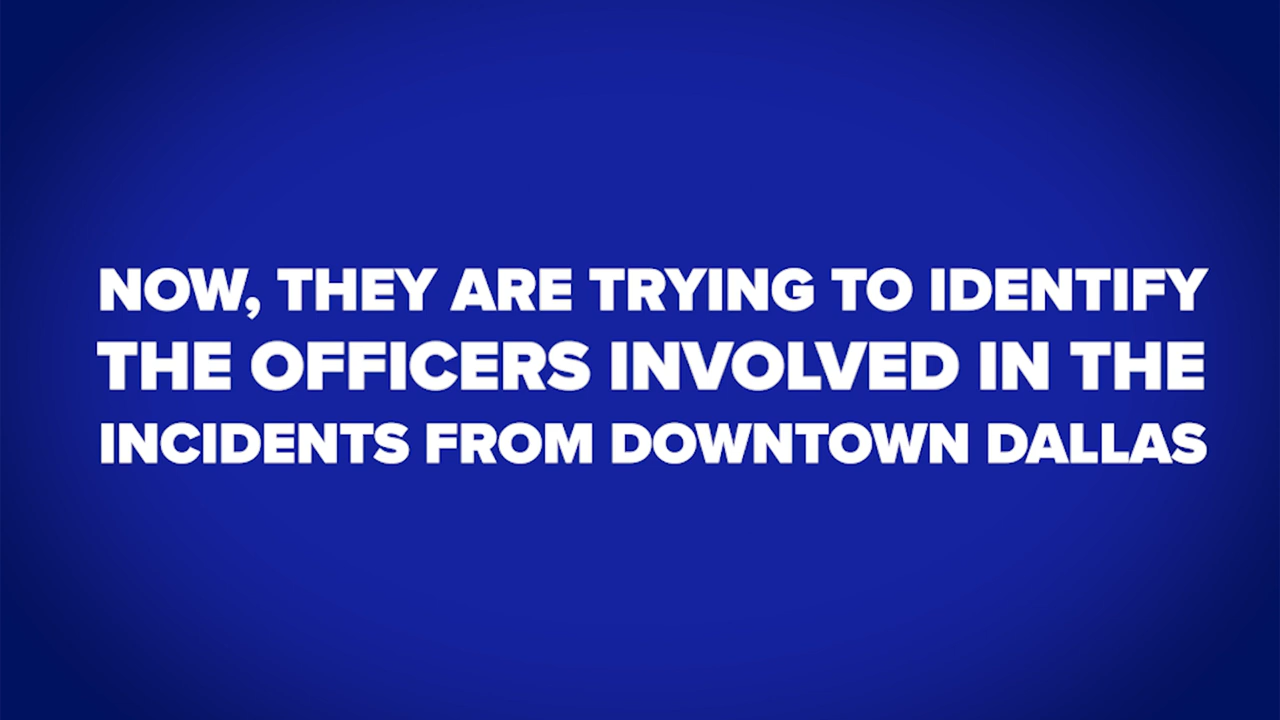 NOW, THEY ARE TRYING TO IDENTIFY
THE OFFICERS INVOLVED IN THE
INCIDENTS FROM DOWNTOWN DALLAS